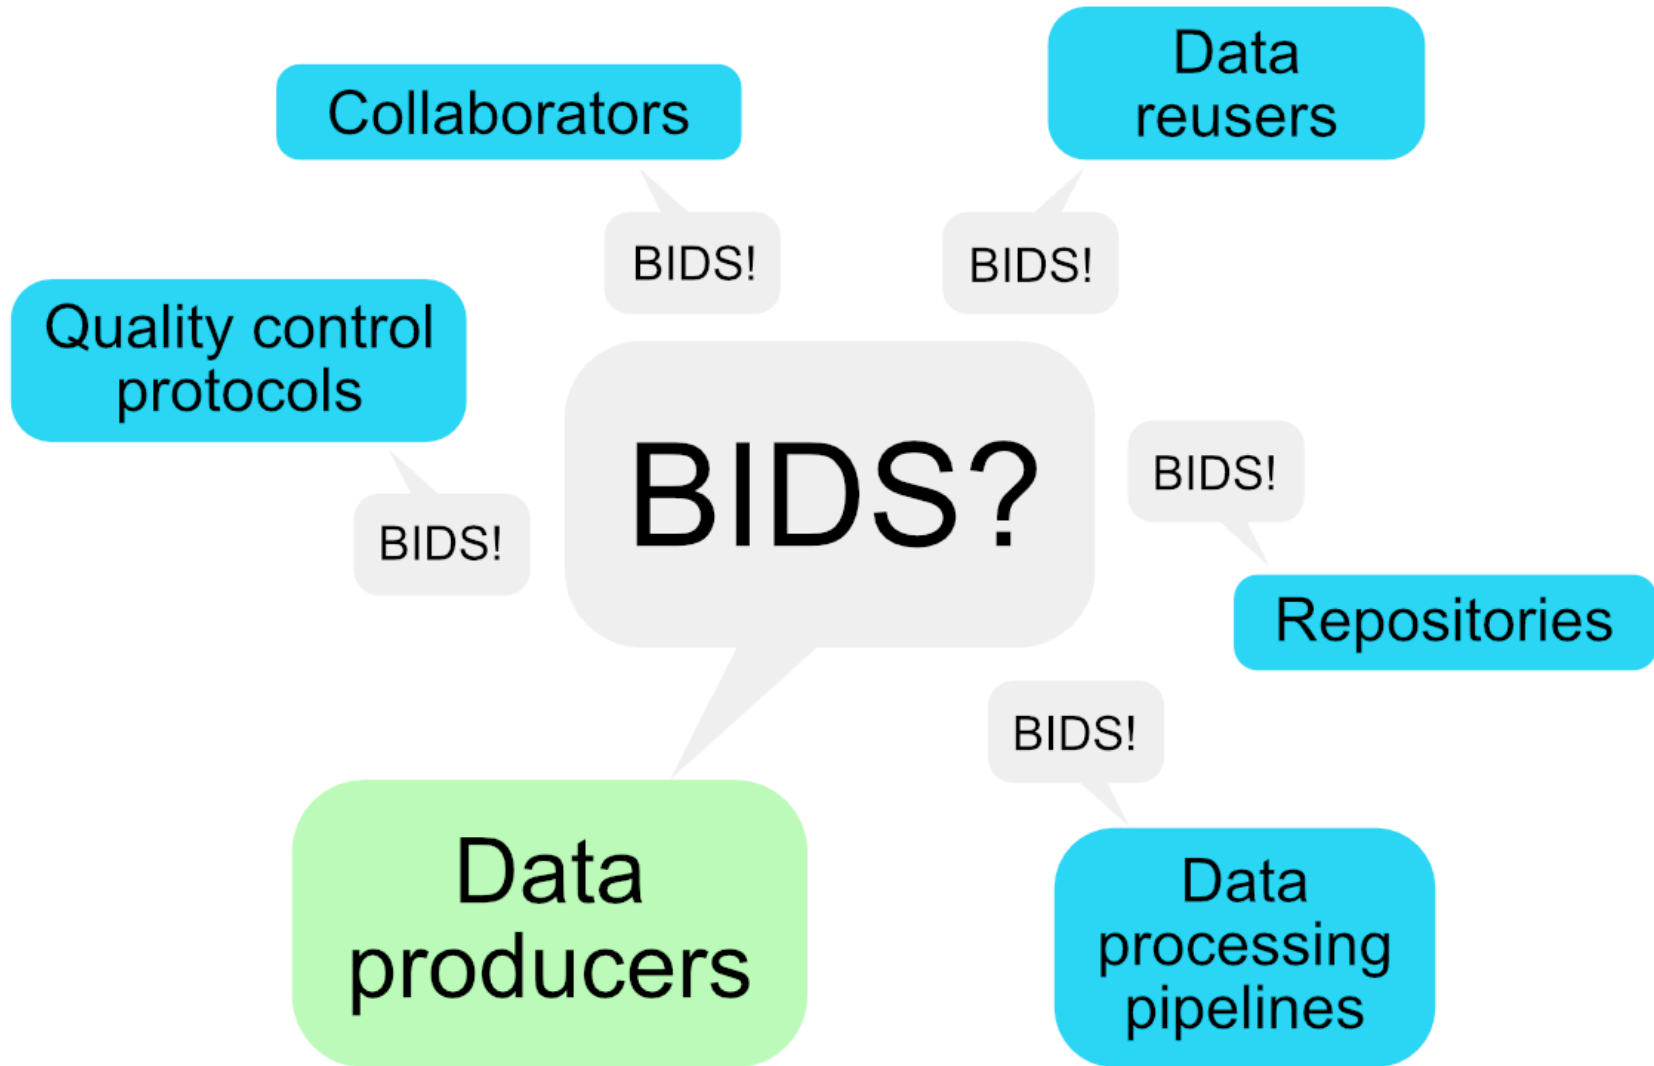 Data
reusers
Collaborators
BIDS!
BIDS!
Quality control
protocols
BIDS?
BIDS!
BIDS!
Repositories
BIDS!
Data
producers
Data
processing
pipelines